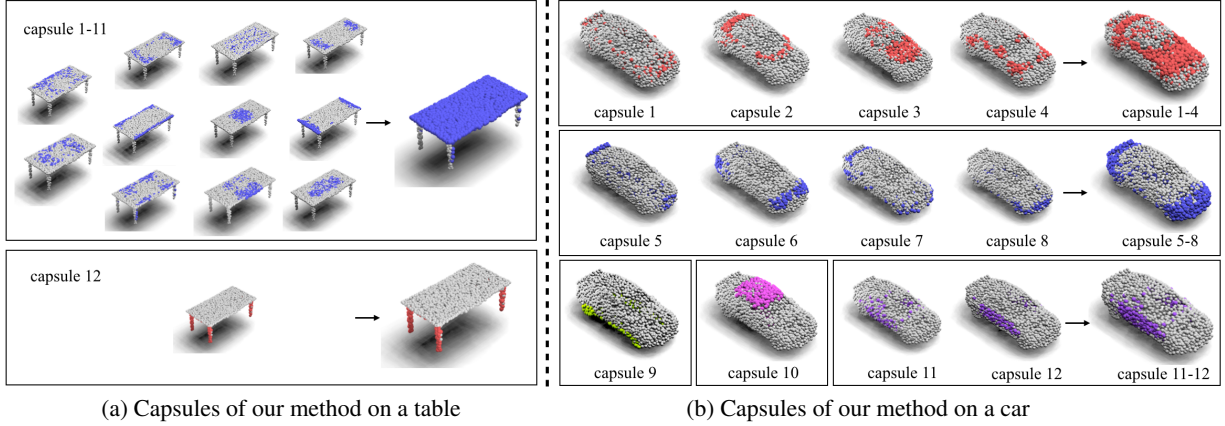 capsule 1-11
capsule 12
(a) Capsules of our method on a table
capsule 1
capsule 2
capsule 3
capsule 4
capsule 1-4
capsule 5
capsule 6
capsule 7
capsule 8
capsule 5-8
capsule 9
capsule 10
capsule 11
capsule 12
capsule 11-12
(b) Capsules of our method on a car